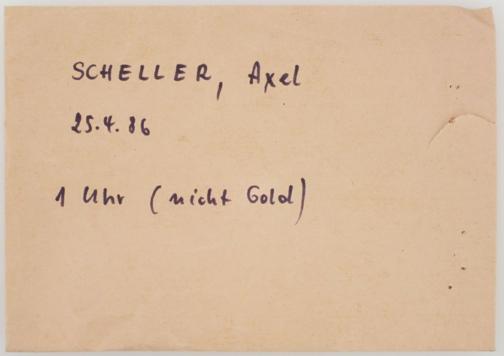 SCHELLER, Axel
25.4.86
1 Uhr (nicht Gold)